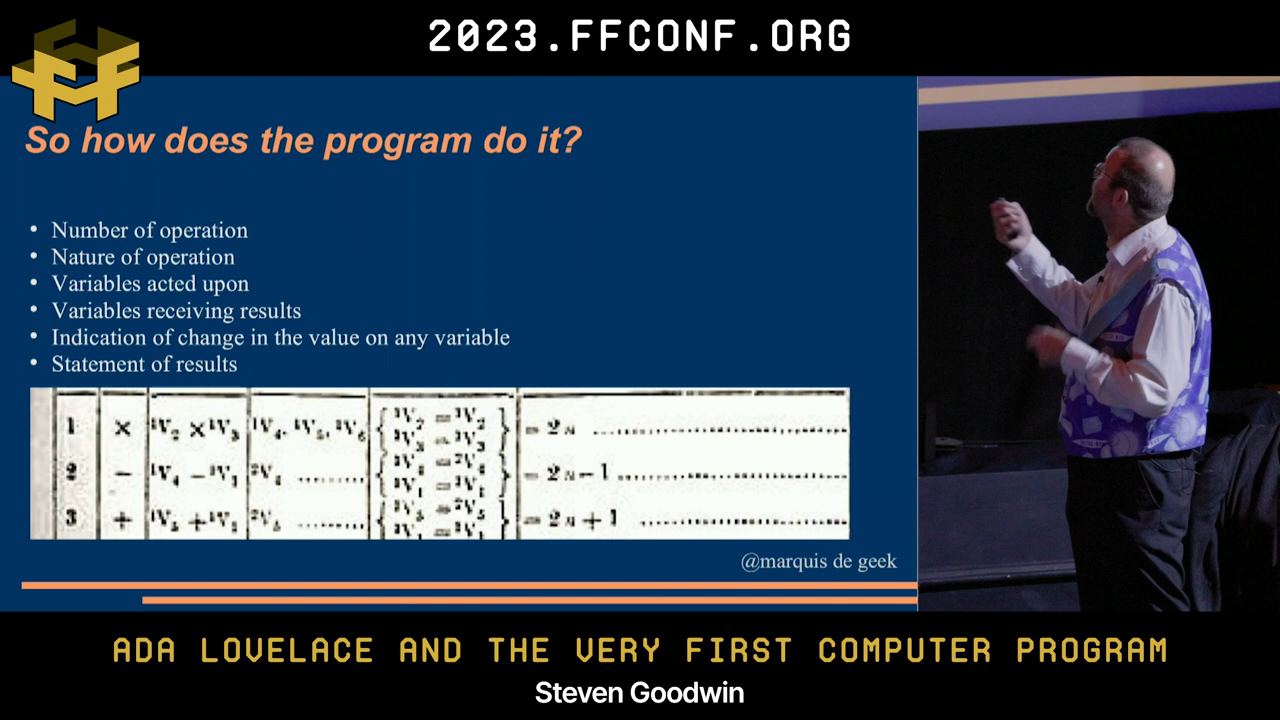 2023.FFCONF.ORG
So how does the program do it?
• Number of operation
• Nature of operation
• Variables acted upon
• Variables receiving results
• Indication of change in the value on any variable
• Statement of results
1 × = 2n
2 − = 2n−1
3 + = 2n+1
@marquis de geek
ADA LOVELACE AND THE VERY FIRST COMPUTER PROGRAM
Steven Goodwin